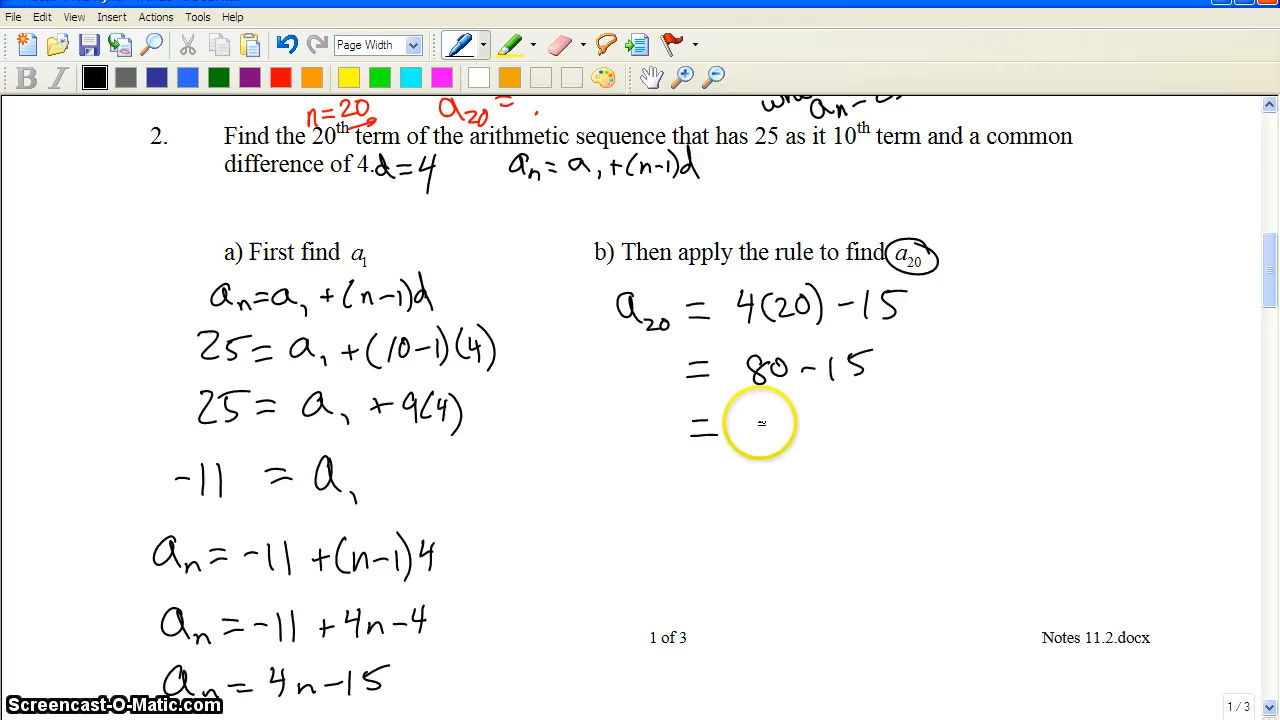 File Edit View Insert Actions Tools Help
Page Width
B I
n=20 a₂₀ = .
aₙ =
2. Find the 20th term of the arithmetic sequence that has 25 as it 10th term and a common
difference of 4. d=4 aₙ = a₁ +(n-1)d
a) First find a₁
b) Then apply the rule to find a₂₀
aₙ=a₁ +(n-1)d
25 = a₁ +(10-1)(4)
25 = a₁ + 9(4)
-11 = a₁
aₙ = -11 +(n-1)4
aₙ = -11 +4n-4
aₙ = 4n-15
a₂₀ = 4(20) -15
= 80 -15
=
1 of 3
Notes 11.2.docx
Screencast-O-Matic.com
1 / 3